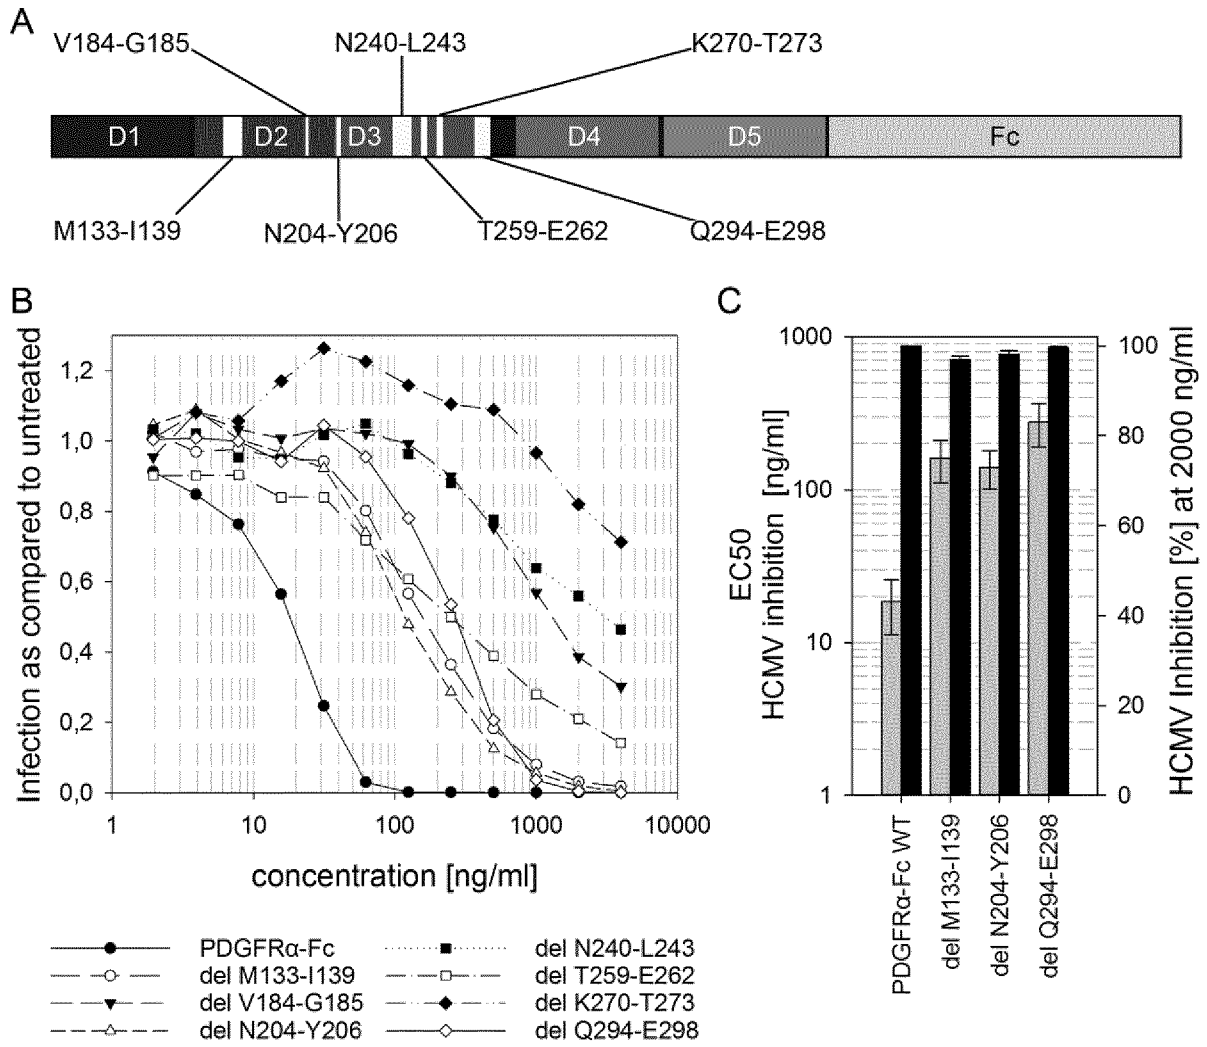 A
V184-G185
N240-L243
K270-T273
D1
D2
D3
D4
D5
Fc
M133-I139
N204-Y206
T259-E262
Q294-E298
B
Infection as compared to untreated
1,2
1,0
0,8
0,6
0,4
0,2
0,0
1
10
100
1000
10000
concentration [ng/ml]
PDGFRα-Fc
del M133-I139
del V184-G185
del N204-Y206
del N240-L243
del T259-E262
del K270-T273
del Q294-E298
C
EC50
HCMV inhibition [ng/ml]
1000
100
10
1
HCMV Inhibition [%] at 2000 ng/ml
100
80
60
40
20
0
PDGFRα-Fc WT
del M133-I139
del N204-Y206
del Q294-E298